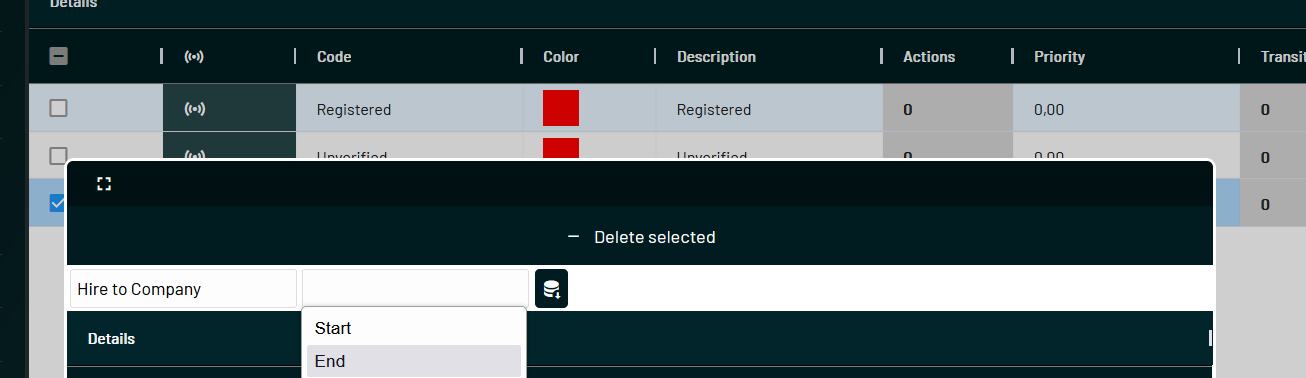 Details
Code Color Description Actions Priority Transit
Registered Registered 0 0,00 0
Unverified Unverified 0 0,00 0
0
Delete selected
Hire to Company
Start
Details
End